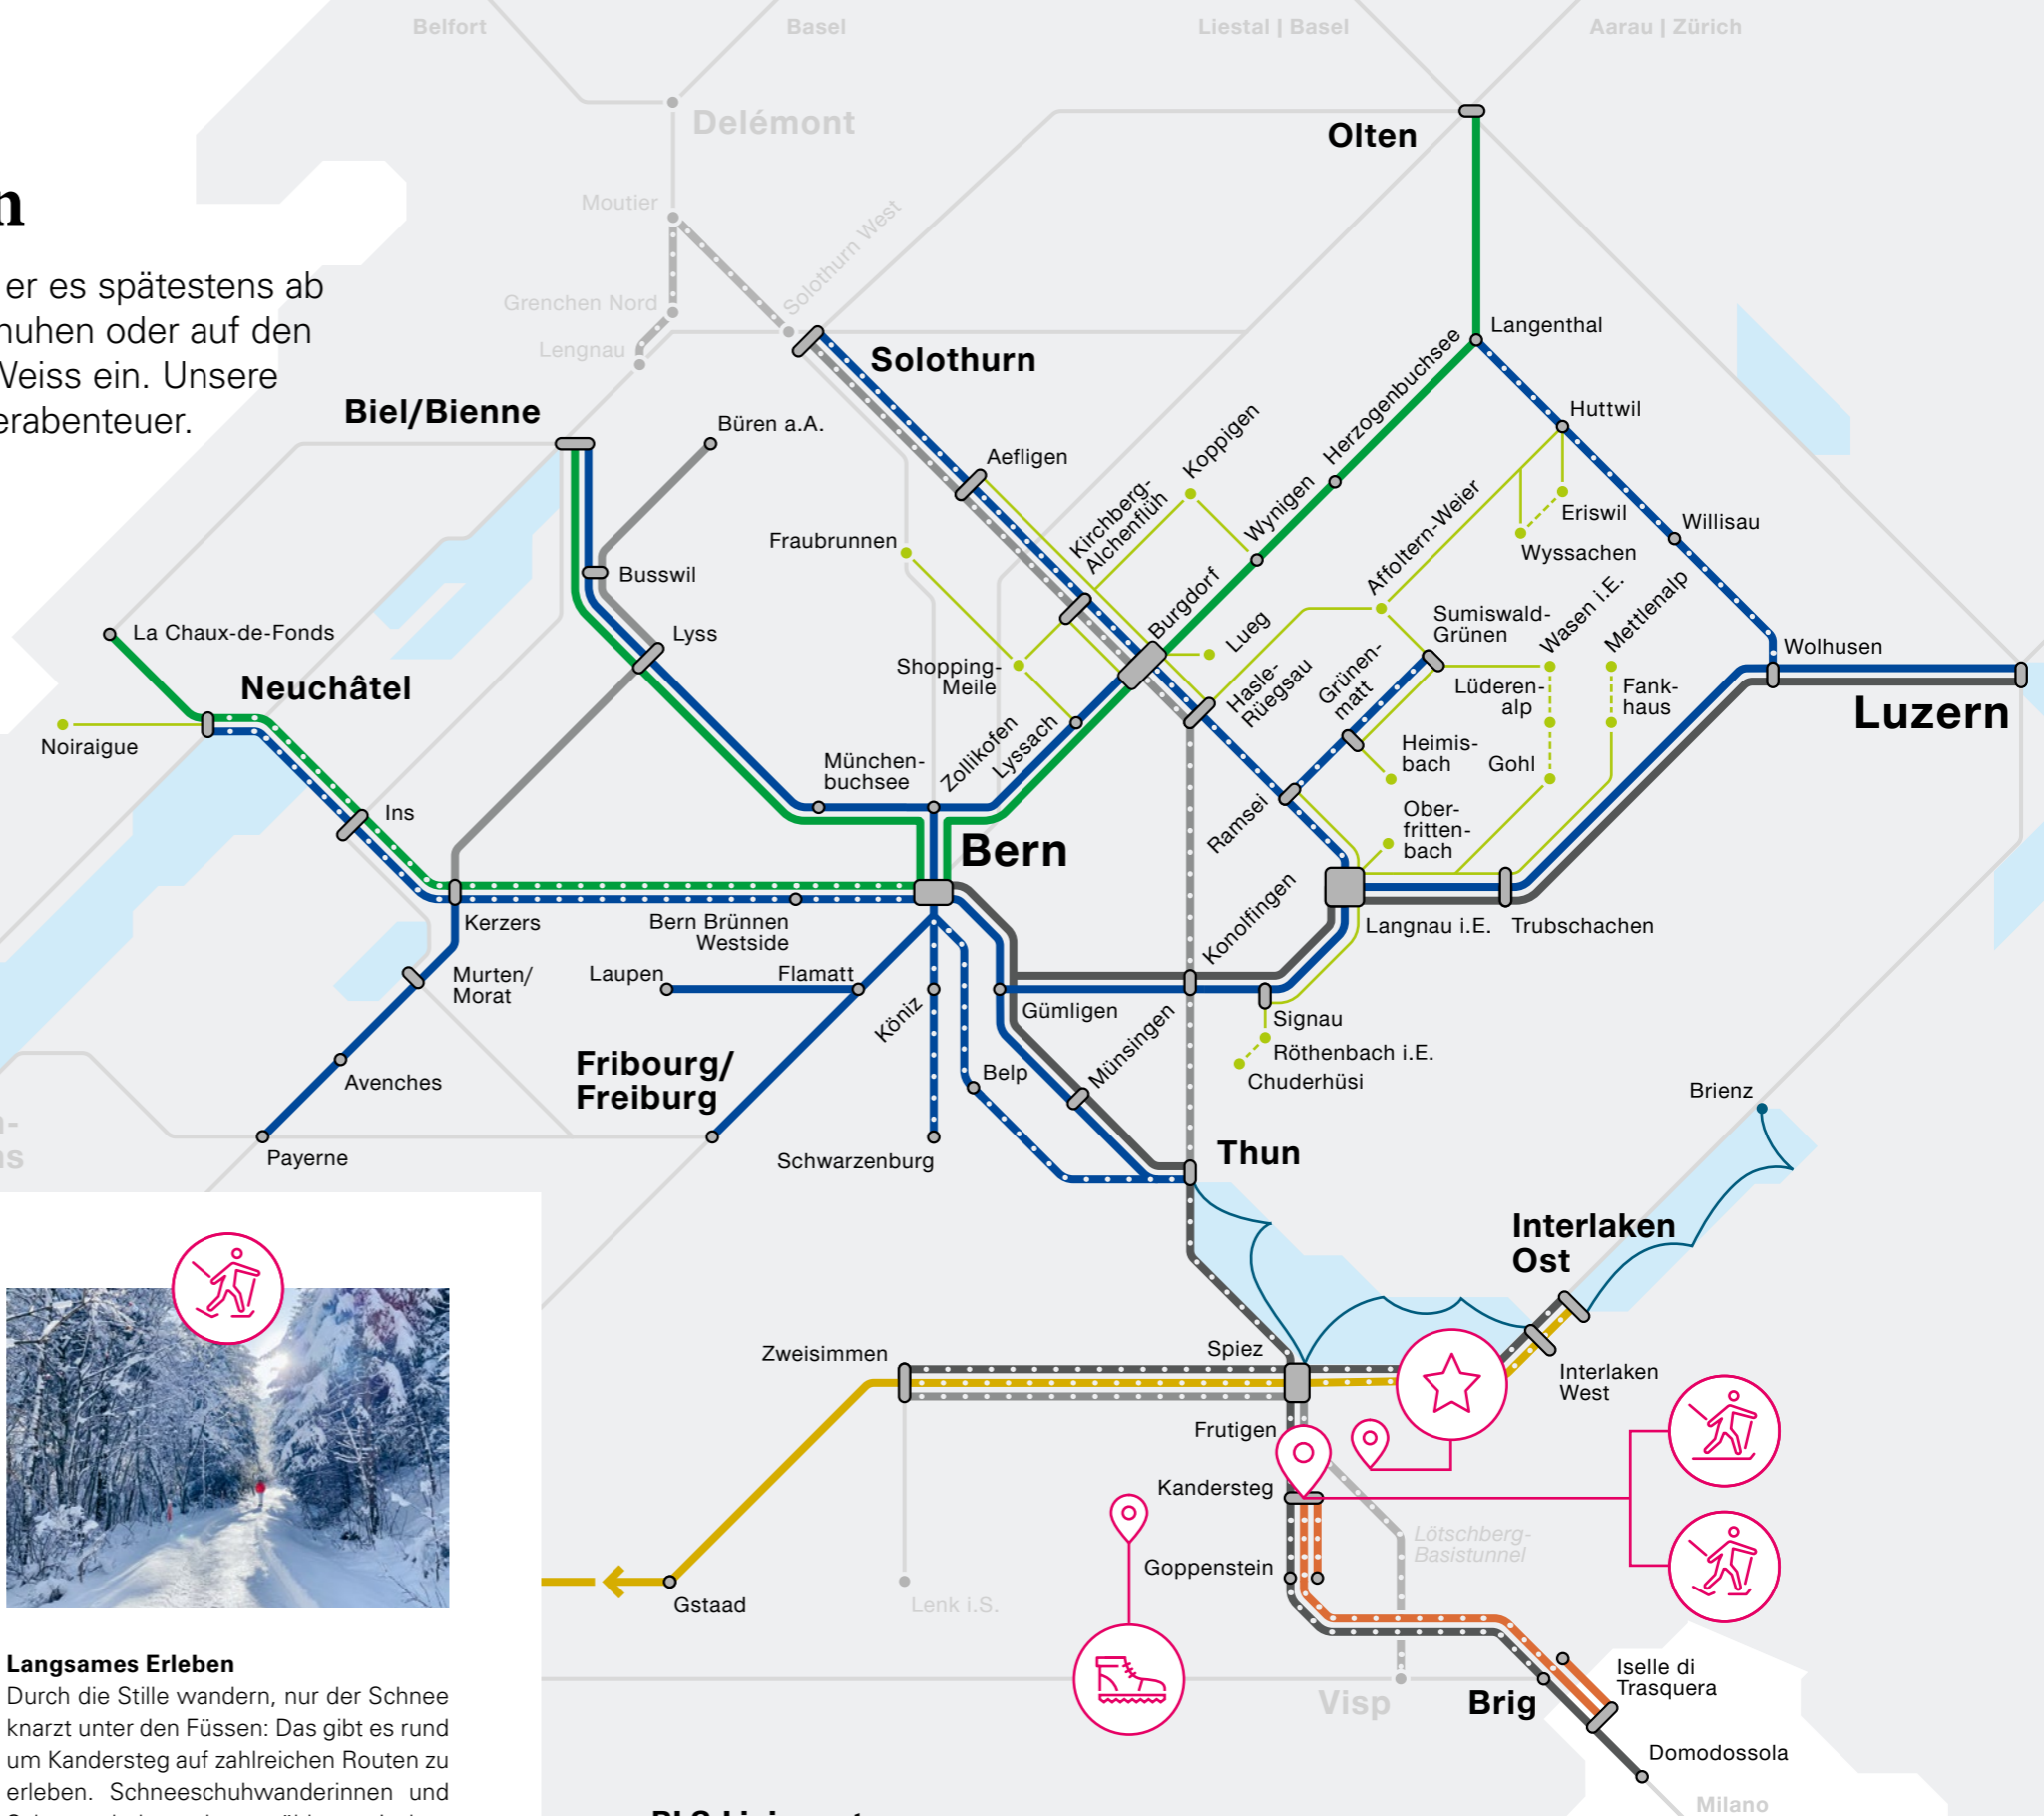 Belfort
Basel
Liestal | Basel
Aarau | Zürich
Delémont
Olten
Moutier
Solothurn West
er es spätestens ab
Grenchen Nord
auf den
oder
Langenthal
Lengnau
Solothurn
ein. Unsere
Biel/Bienne
Büren a.A.
Huttwil
Aefligen
Koppigen
Herzogenbuchsee
Kirchberg-
Alchenflüh
Wynigen
Affoltern-Weier
Eriswil
Willisau
Fraubrunnen
Wyssachen
Busswil
Burgdorf
Lueg
Sumiswald-
Grünen
Wasen i.E.
Mettlenalp
La Chaux-de-Fonds
Lyss
Wolhusen
Shopping-
Meile
Hasle-
Rüegsau
Grünen-
matt
Lüderen-
alp
Fank-
haus
Neuchâtel
Luzern
Noiraigue
München-
buchsee
Zollikofen
Lyssach
Heimis-
bach
Gohl
Ins
Ramsei
Ober-
fritten-
bach
Bern
Kerzers
Bern Brünnen
Westside
Konolfingen
Langnau i.E.
Trubschachen
Murten/
Morat
Laupen
Flamatt
Köniz
Gümligen
Signau
Münsingen
Röthenbach i.E.
Chuderhüsi
Fribourg/
Freiburg
Belp
Avenches
Brienz
Payerne
Schwarzenburg
Thun
Interlaken
Ost
Zweisimmen
Spiez
Interlaken
West
Frutigen
Kandersteg
Lötschberg-
Basistunnel
Goppenstein
Gstaad
Lenk i.S.
Visp
Brig
Iselle di
Trasquera
Domodossola
Milano
Langsames Erleben
Durch die Stille wandern, nur der Schnee
knarzt unter den Füssen: Das gibt es rund
um Kandersteg auf zahlreichen Routen zu
erleben. Schneeschuhwanderinnen und